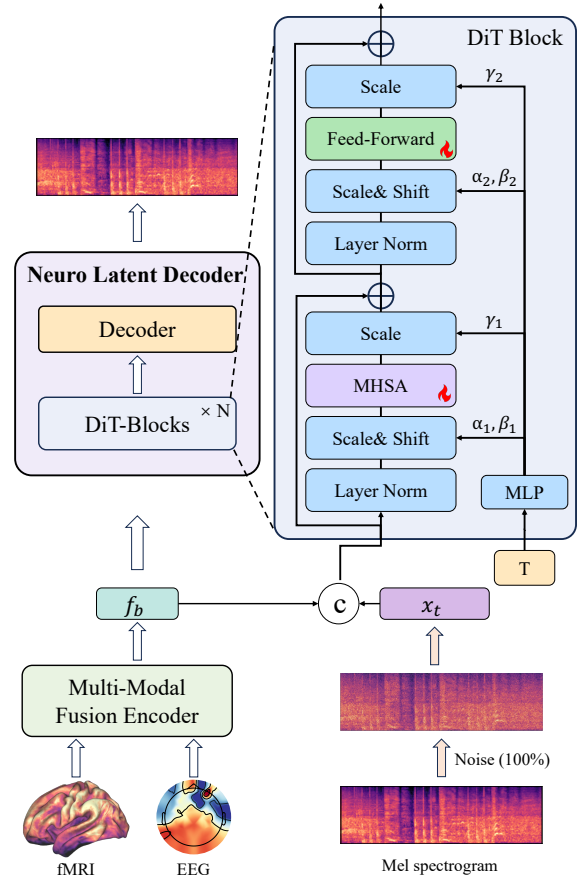 DiT Block
Scale
γ₂
Feed-Forward
Scale& Shift
α₂, β₂
Layer Norm
Neuro Latent Decoder
Decoder
DiT-Blocks × N
Scale
γ₁
MHSA
Scale& Shift
α₁, β₁
Layer Norm
MLP
T
f_b
C
x_t
Multi-Modal
Fusion Encoder
Noise (100%)
fMRI
EEG
Mel spectrogram